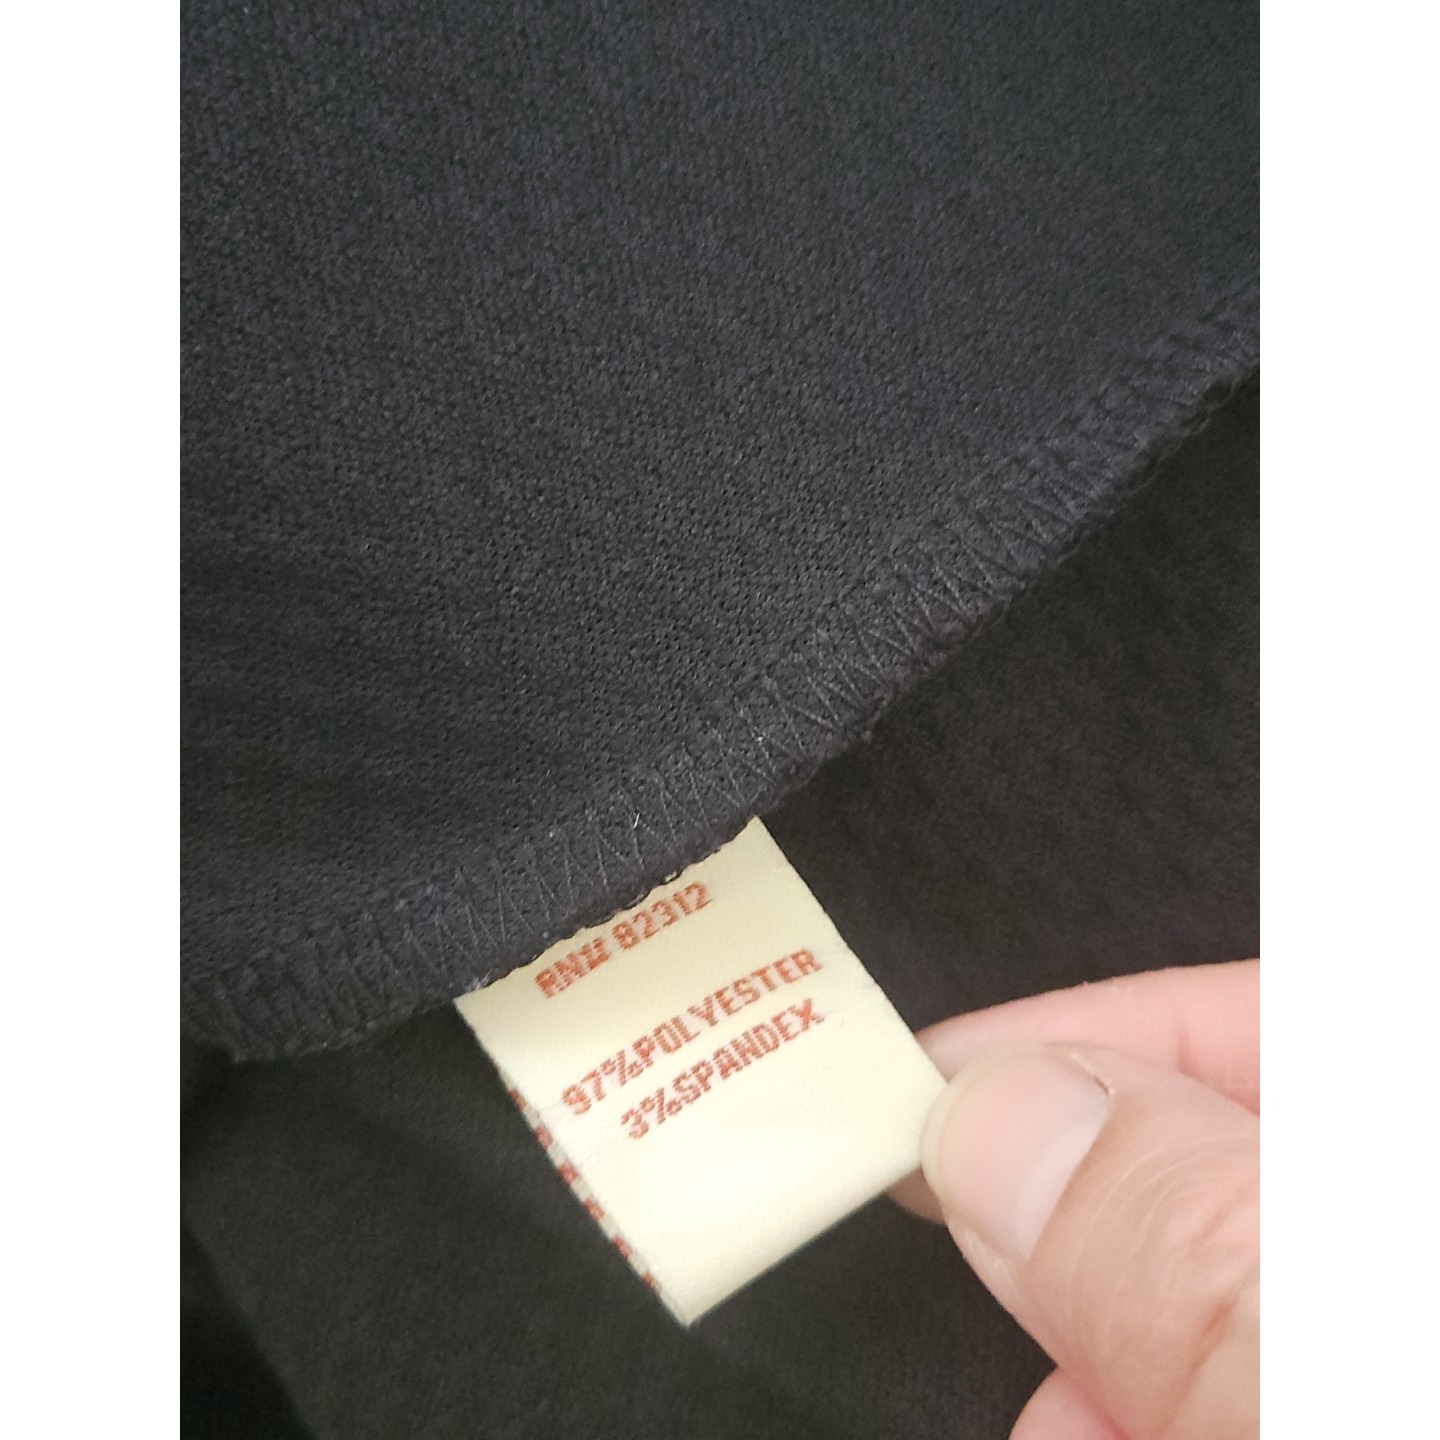 RN# 82312
97%POLYESTER
3%SPANDEX